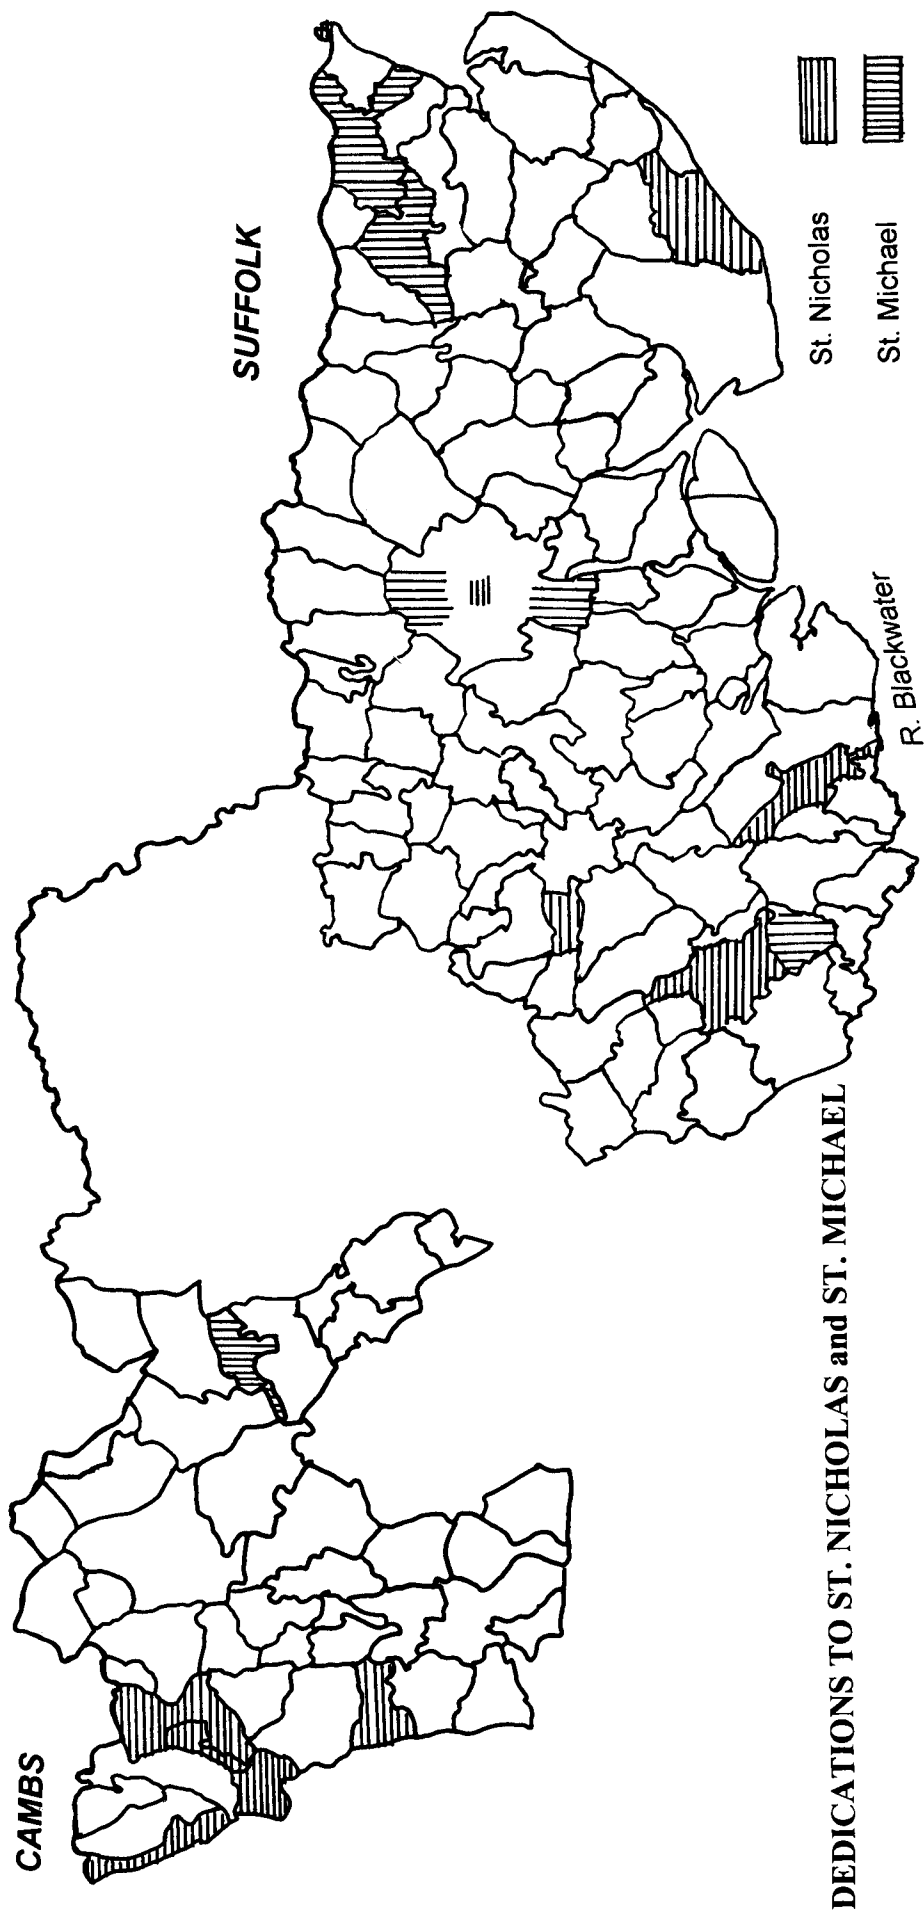 CAMBS
SUFFOLK
R. Blackwater
St. Nicholas
St. Michael
DEDICATIONS TO ST. NICHOLAS and ST. MICHAEL